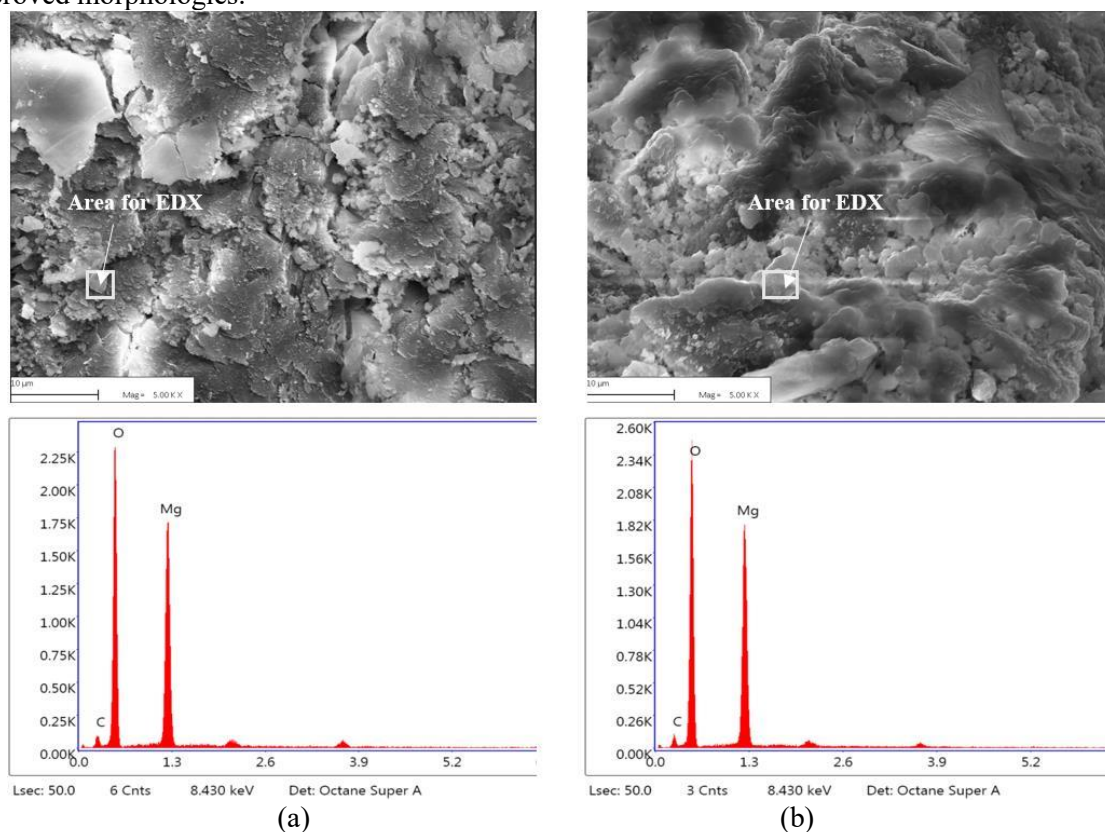 proved morphologies.
Area for EDX
10 µm
Mag = 5.00 K X
Area for EDX
10 µm
Mag = 5.00 K X
2.25K
2.00K
1.75K
1.50K
1.25K
1.00K
0.75K
0.50K
0.25K
0.00K
O
Mg
C
0.0 1.3 2.6 3.9 5.2
Lsec: 50.0 6 Cnts 8.430 keV Det: Octane Super A
(a)
2.60K
2.34K
2.08K
1.82K
1.56K
1.30K
1.04K
0.78K
0.52K
0.26K
0.00K
O
Mg
C
0.0 1.3 2.6 3.9 5.2
Lsec: 50.0 3 Cnts 8.430 keV Det: Octane Super A
(b)